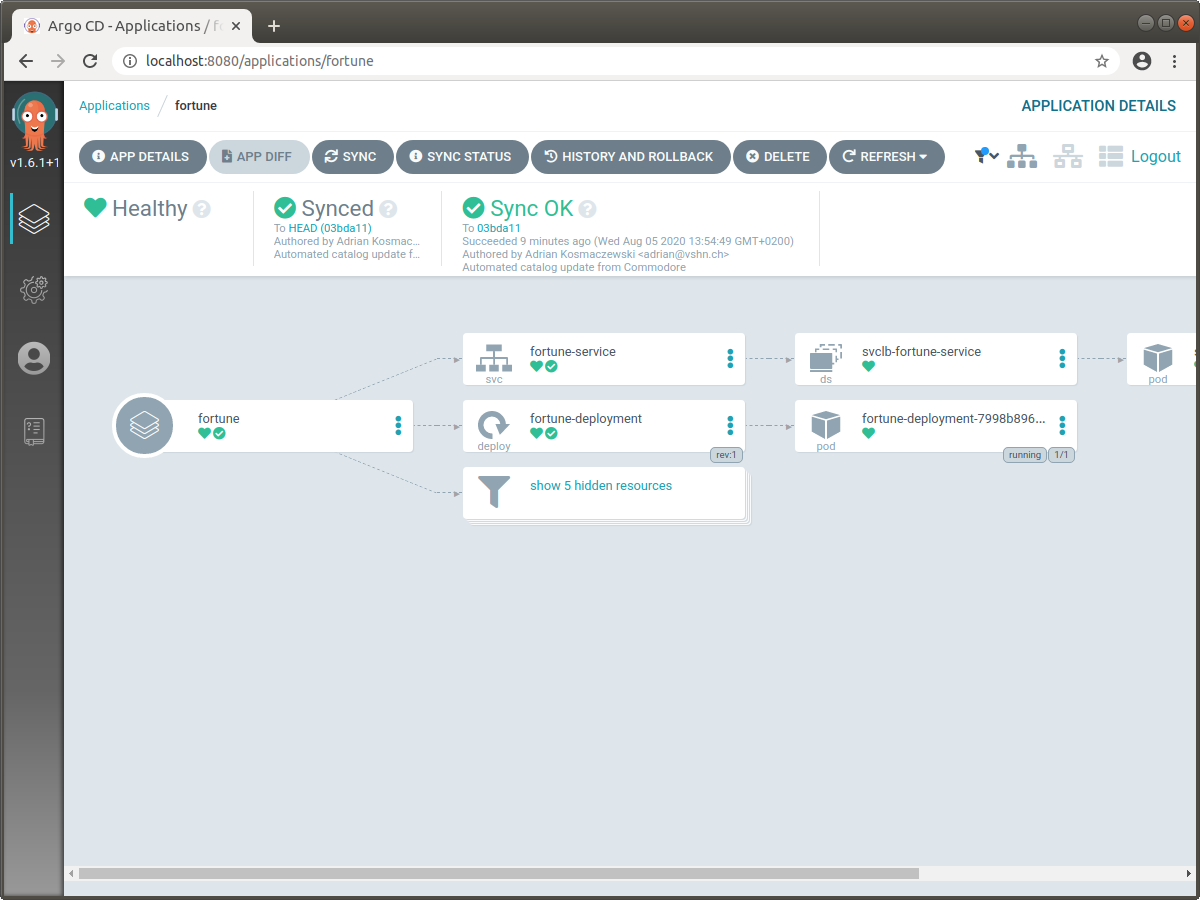 Argo CD - Applications / f
localhost:8080/applications/fortune
v1.6.1+1
Applications / fortune
APPLICATION DETAILS
APP DETAILS
APP DIFF
SYNC
SYNC STATUS
HISTORY AND ROLLBACK
DELETE
REFRESH
Logout
Healthy
Synced
To HEAD (03bda11)
Authored by Adrian Kosmac...
Automated catalog update f...
Sync OK
To 03bda11
Succeeded 9 minutes ago (Wed Aug 05 2020 13:54:49 GMT+0200)
Authored by Adrian Kosmaczewski <adrian@vshn.ch>
Automated catalog update from Commodore
fortune-service
svc
svclb-fortune-service
ds
pod
fortune
fortune-deployment
deploy
rev:1
fortune-deployment-7998b896...
pod
running
1/1
show 5 hidden resources